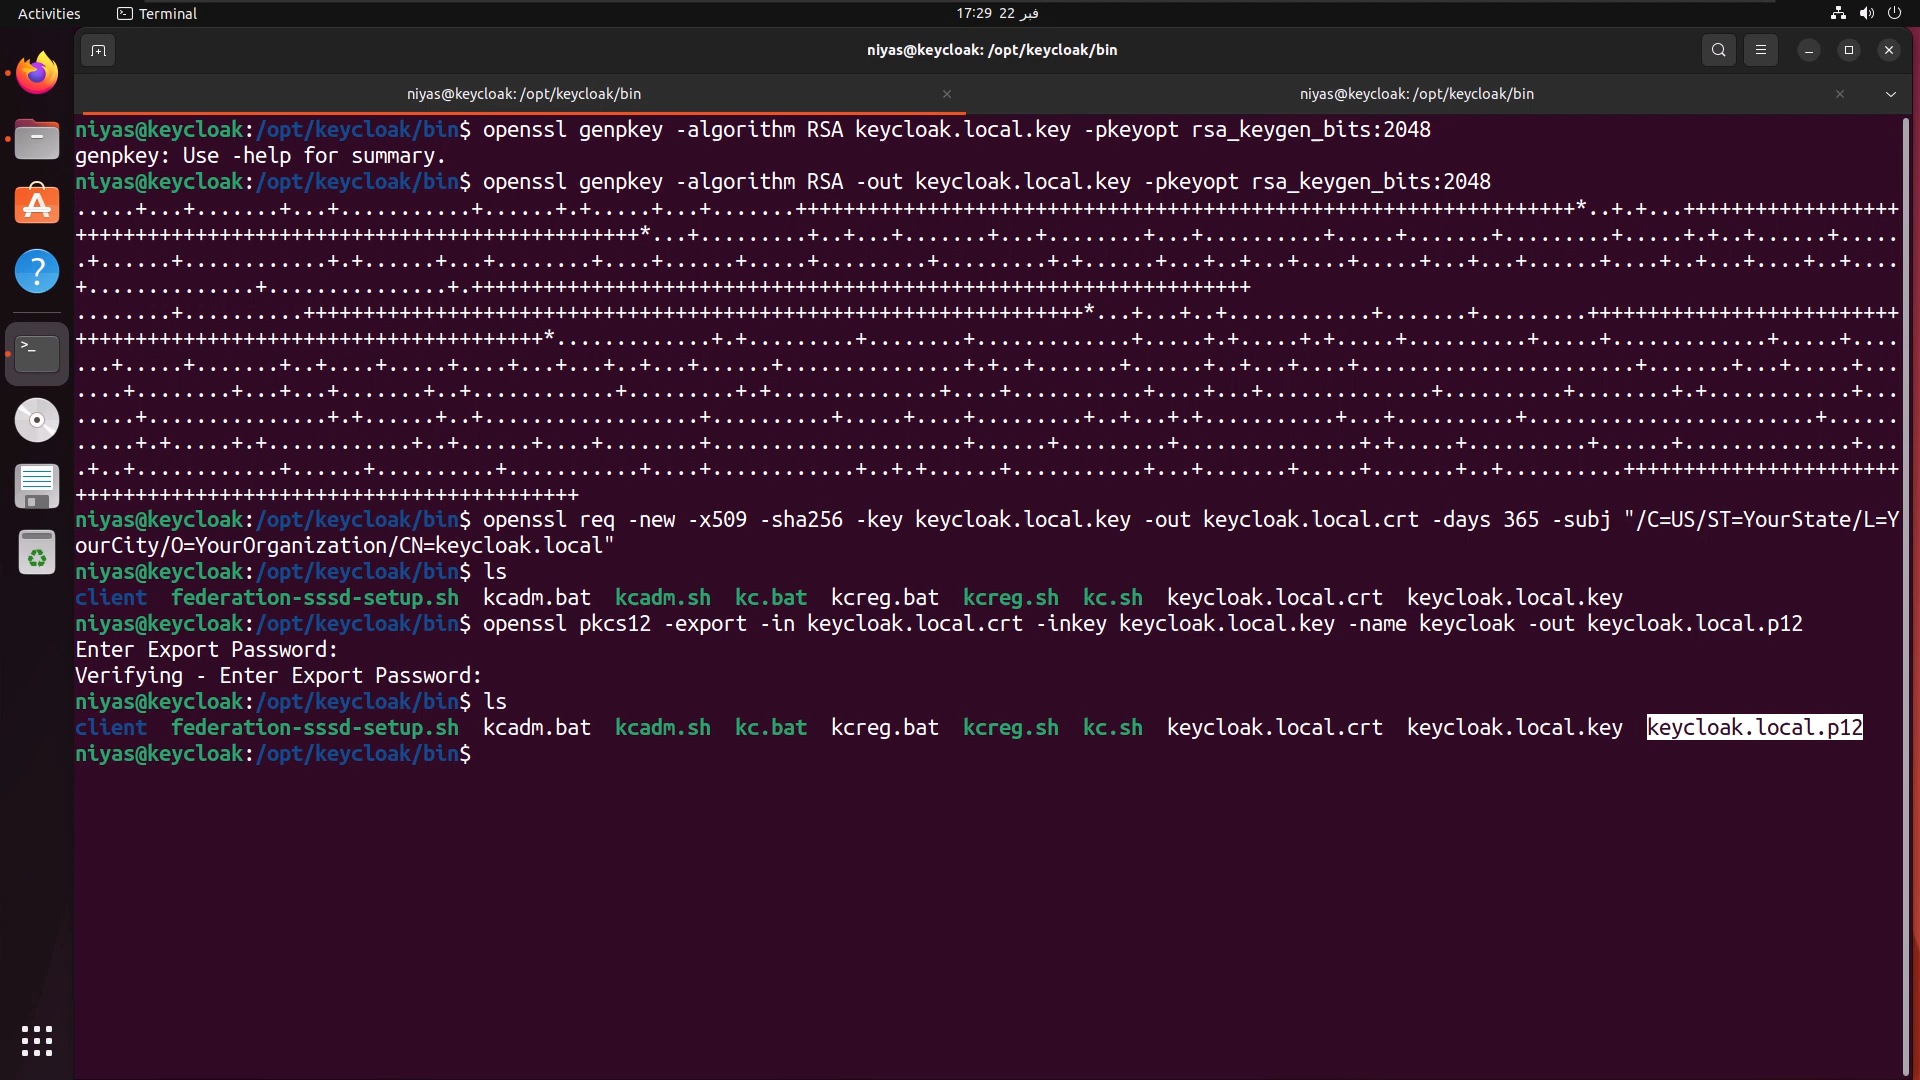 Activities
Terminal
17:29 22 فبر
niyas@keycloak: /opt/keycloak/bin
niyas@keycloak: /opt/keycloak/bin
niyas@keycloak: /opt/keycloak/bin
niyas@keycloak:/opt/keycloak/bin$ openssl genpkey -algorithm RSA keycloak.local.key -pkeyopt rsa_keygen_bits:2048
genpkey: Use -help for summary.
niyas@keycloak:/opt/keycloak/bin$ openssl genpkey -algorithm RSA -out keycloak.local.key -pkeyopt rsa_keygen_bits:2048
niyas@keycloak:/opt/keycloak/bin$ openssl req -new -x509 -sha256 -key keycloak.local.key -out keycloak.local.crt -days 365 -subj "/C=US/ST=YourState/L=Y
ourCity/O=YourOrganization/CN=keycloak.local"
niyas@keycloak:/opt/keycloak/bin$ ls
client federation-sssd-setup.sh kcadm.bat kcadm.sh kc.bat kcreg.bat kcreg.sh kc.sh keycloak.local.crt keycloak.local.key
niyas@keycloak:/opt/keycloak/bin$ openssl pkcs12 -export -in keycloak.local.crt -inkey keycloak.local.key -name keycloak -out keycloak.local.p12
Enter Export Password:
Verifying - Enter Export Password:
niyas@keycloak:/opt/keycloak/bin$ ls
client federation-sssd-setup.sh kcadm.bat kcadm.sh kc.bat kcreg.bat kcreg.sh kc.sh keycloak.local.crt keycloak.local.key keycloak.local.p12
niyas@keycloak:/opt/keycloak/bin$